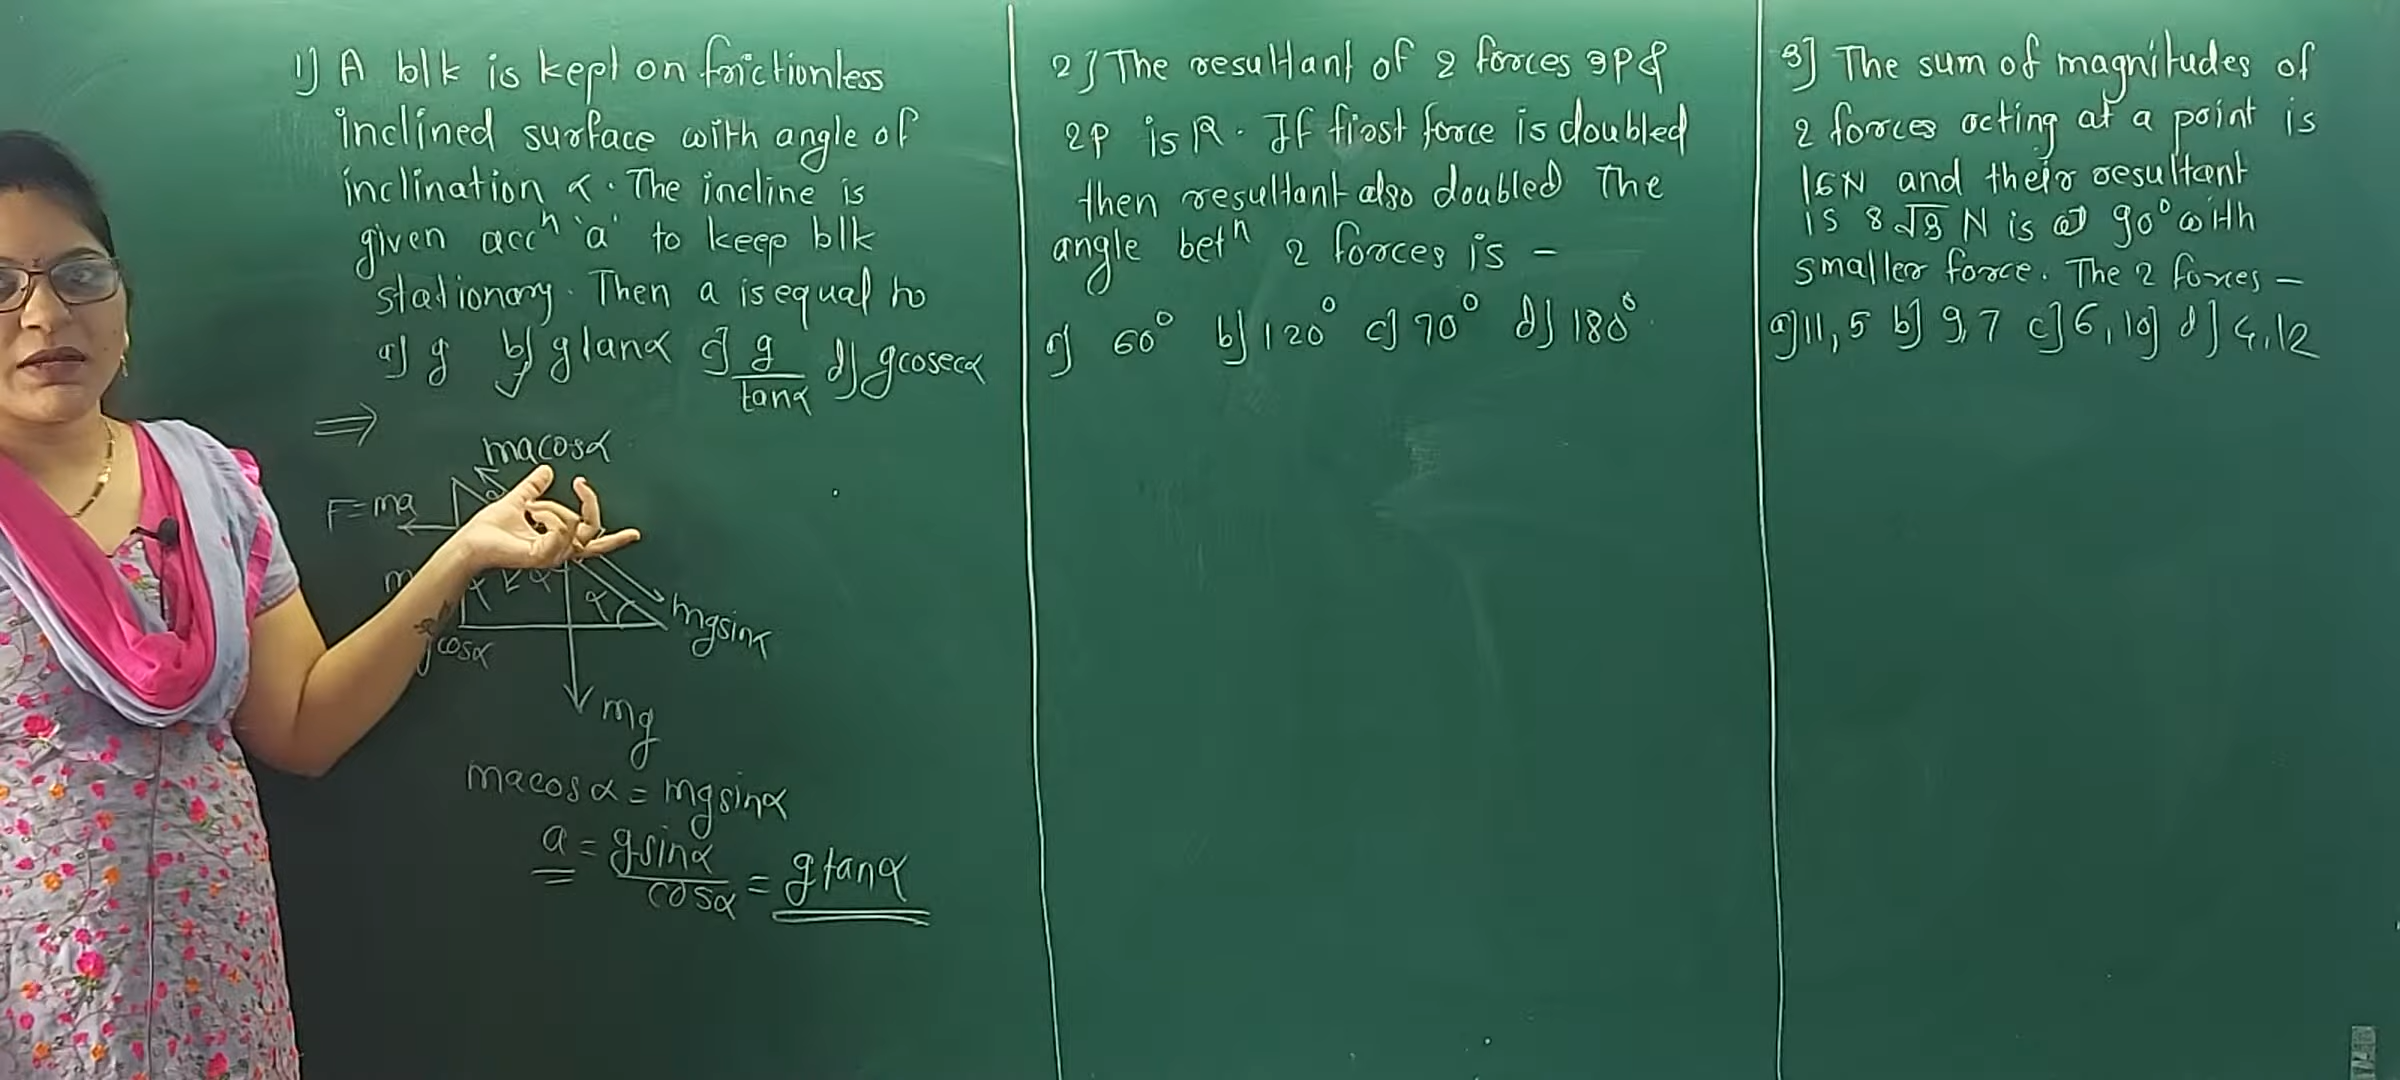 1] A blk is kept on frictionless
inclined surface with angle of
inclination α. The incline is
given accⁿ 'a' to keep blk
stationary. Then a is equal to
a] g b] g tanα c] g/tanα d] g cosecα
⇒
macosα
F=ma
α
α
α
mgsinα
cosα
mg
macosα = mgsinα
a = gsinα/cosα = gtanα
2] The resultant of 2 forces 3P &
2P is R. If first force is doubled
then resultant also doubled The
angle betⁿ 2 forces is –
a] 60° b] 120° c] 70° d] 180°
3] The sum of magnitudes of
2 forces acting at a point is
16N and their resultant
is 8√3 N is at 90° with
smaller force. The 2 forces –
a] 11, 5 b] 9, 7 c] 6, 10] d] 4, 12